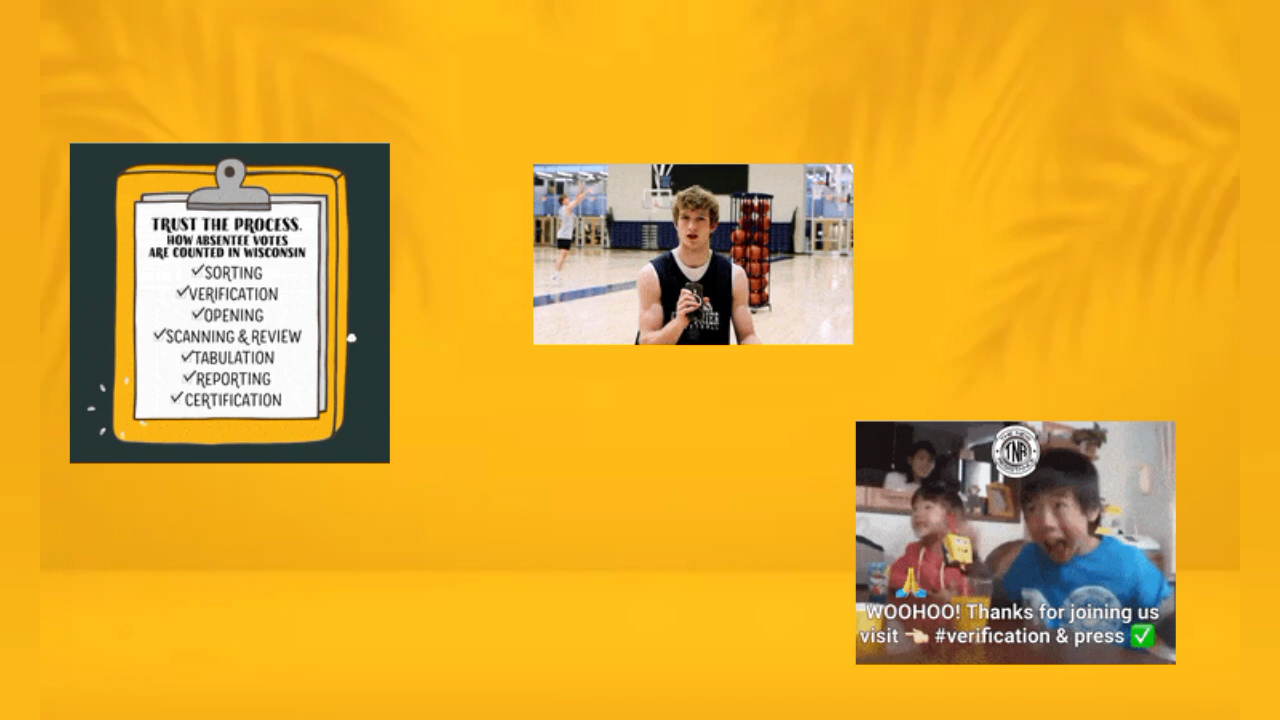 TRUST THE PROCESS.
HOW ABSENTEE VOTES
ARE COUNTED IN WISCONSIN
✓SORTING
✓VERIFICATION
✓OPENING
✓SCANNING & REVIEW
✓TABULATION
✓REPORTING
✓CERTIFICATION
TNR
WOOHOO! Thanks for joining us
visit 👈🏻 #verification & press ✅